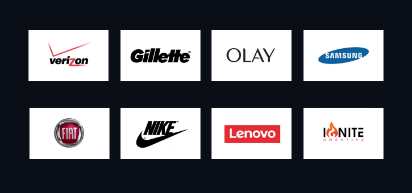 verizon
Gillette
OLAY
SAMSUNG
FIAT
NIKE
Lenovo
IGNITE